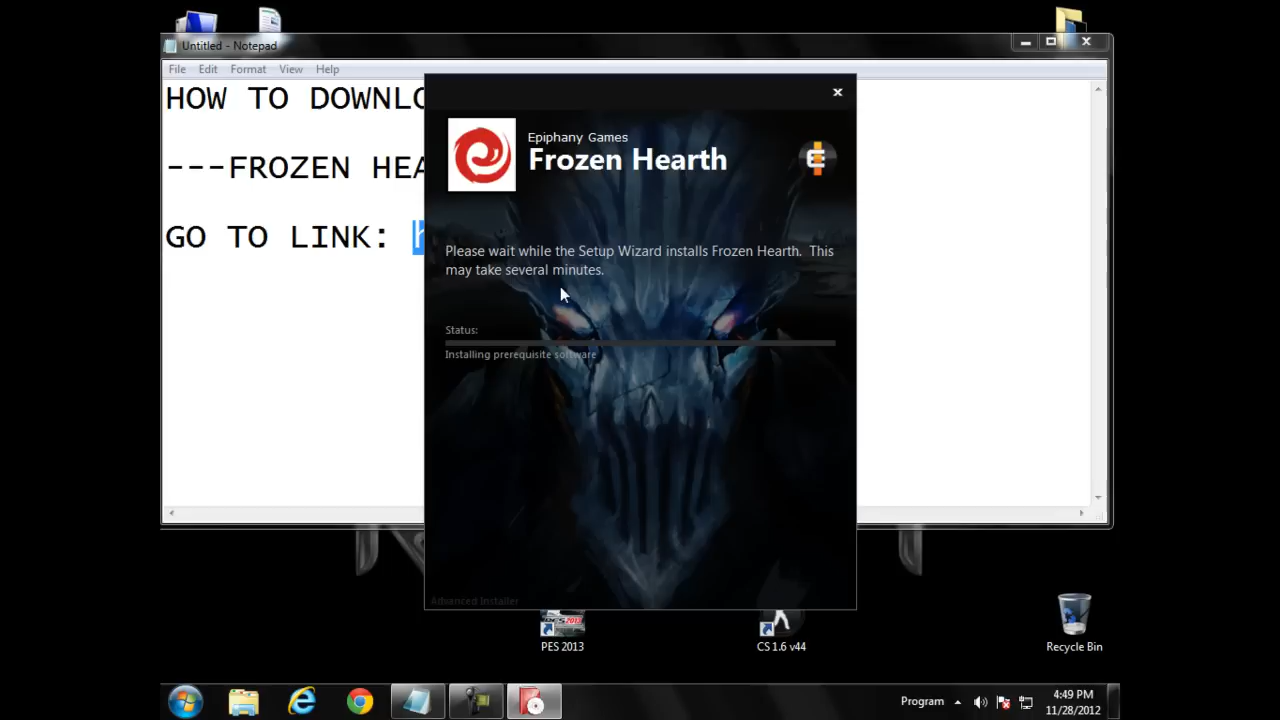 Untitled - Notepad
File Edit Format View Help
HOW TO DOWNLO
---FROZEN HEA
GO TO LINK: h
Epiphany Games
Frozen Hearth
Please wait while the Setup Wizard installs Frozen Hearth. This
may take several minutes.
Status:
Installing prerequisite software
Advanced Installer
PES 2013
CS 1.6 v44
Recycle Bin
Program
4:49 PM
11/28/2012